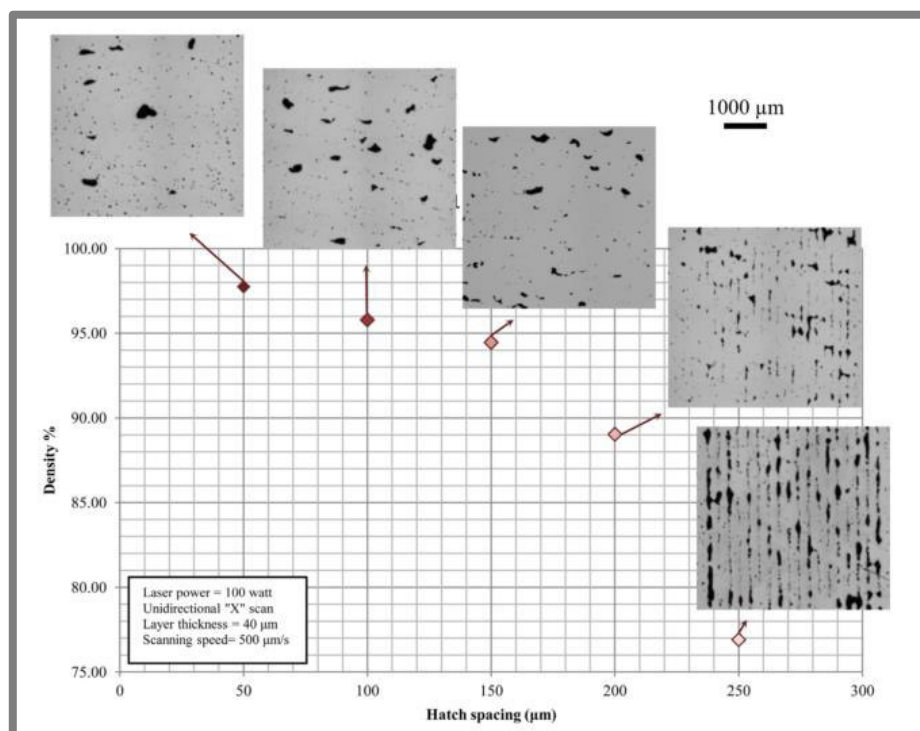 1000 µm
100.00
95.00
90.00
85.00
80.00
75.00
Density %
Laser power = 100 watt
Unidirectional "X" scan
Layer thickness = 40 µm
Scanning speed= 500 µm/s
0
50
100
150
200
250
300
Hatch spacing (µm)